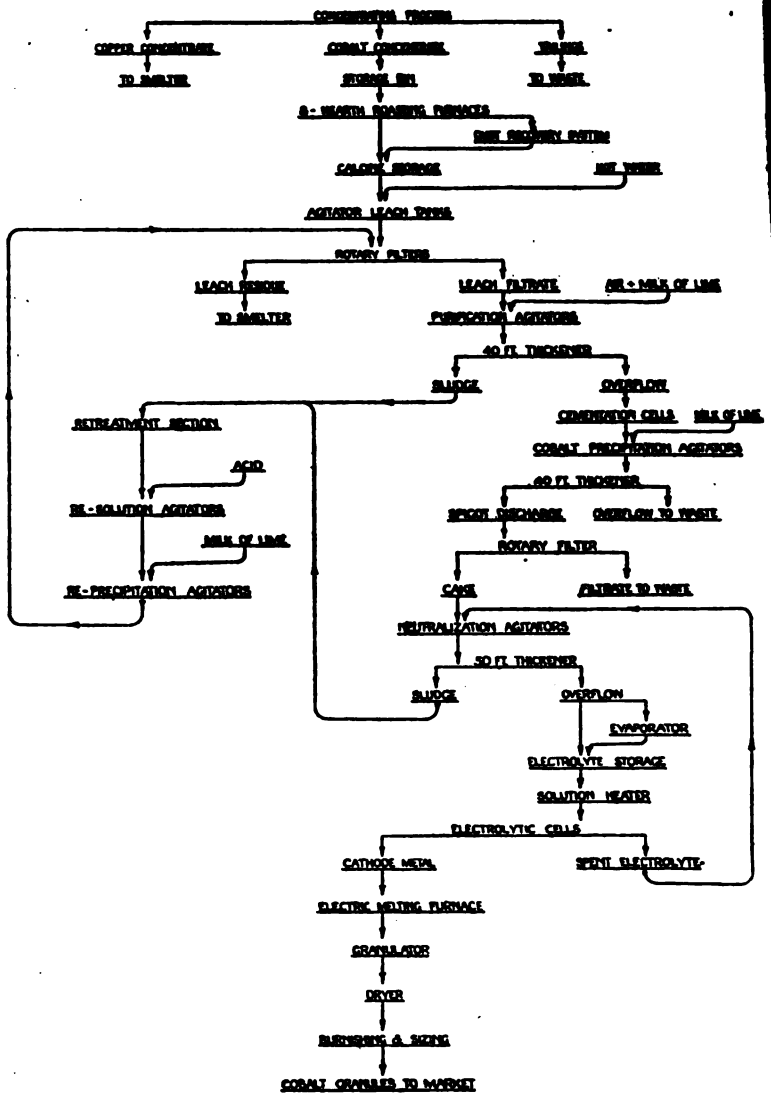 CONCENTRATING PROCESS
COPPER CONCENTRATE COBALT CONCENTRATE TAILINGS
TO SMELTER STORAGE BIN TO WASTE
8 - HEARTH ROASTING FURNACES
DUST RECOVERY SYSTEM
CALCINE STORAGE HOT WATER
AGITATOR LEACH TANKS
ROTARY FILTERS
LEACH RESIDUE LEACH FILTRATE AIR + MILK OF LIME
TO SMELTER PURIFICATION AGITATORS
40 FT. THICKENER
SLUDGE OVERFLOW
RETREATMENT SECTION CEMENTATION CELLS MILK OF LIME
COBALT PRECIPITATION AGITATORS
ACID
FT. THICKENER
RE-SOLUTION AGITATORS SPIGOT DISCHARGE OVERFLOW TO WASTE
MILK OF LIME ROTARY FILTER
RE-PRECIPITATION AGITATORS CAKE FILTRATE TO WASTE
NEUTRALIZATION AGITATORS
50 FT. THICKENER
SLUDGE OVERFLOW
EVAPORATOR
ELECTROLYTE STORAGE
SOLUTION HEATER
ELECTROLYTIC CELLS
CATHODE METAL SPENT ELECTROLYTE
ELECTRIC MELTING FURNACE
GRANULATOR
DRYER
BURNISHING & SIZING
COBALT GRANULES TO MARKET